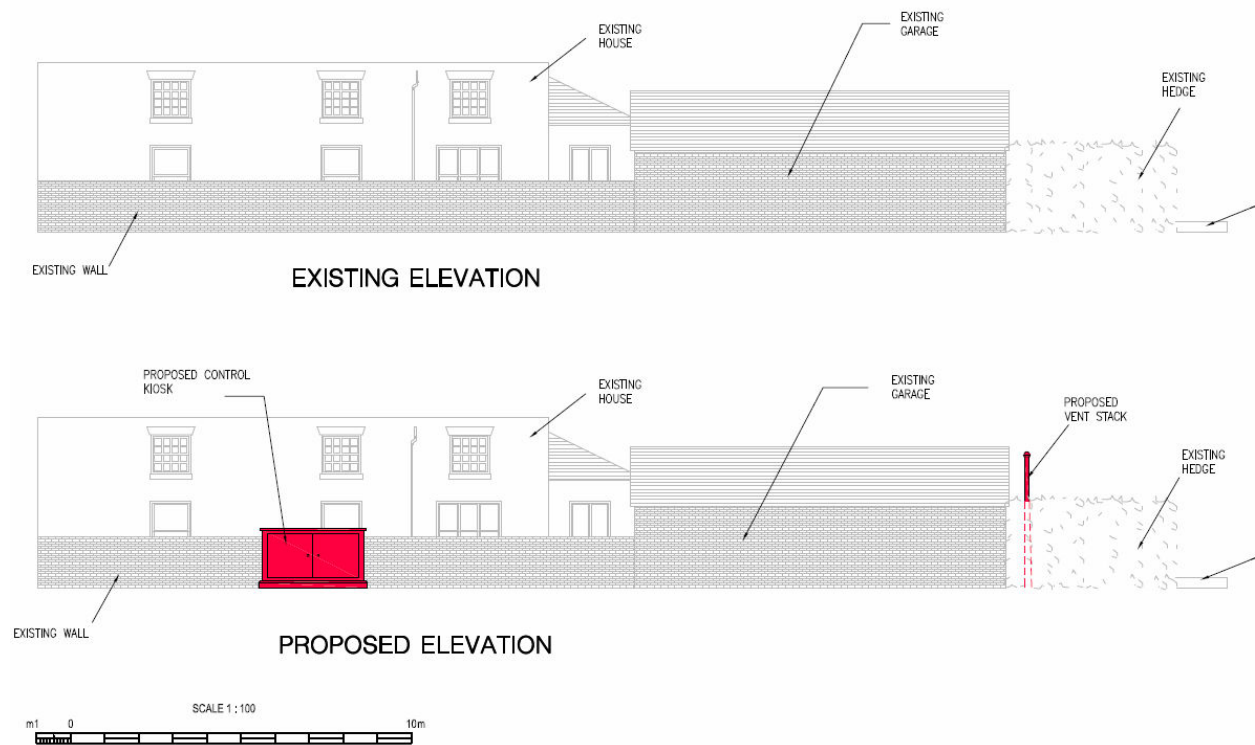 EXISTING
HOUSE
EXISTING
GARAGE
EXISTING
HEDGE
EXISTING WALL
EXISTING ELEVATION
PROPOSED CONTROL
KIOSK
EXISTING
HOUSE
EXISTING
GARAGE
PROPOSED
VENT STACK
EXISTING
HEDGE
EXISTING WALL
PROPOSED ELEVATION
SCALE 1 : 100
m1 0 10m